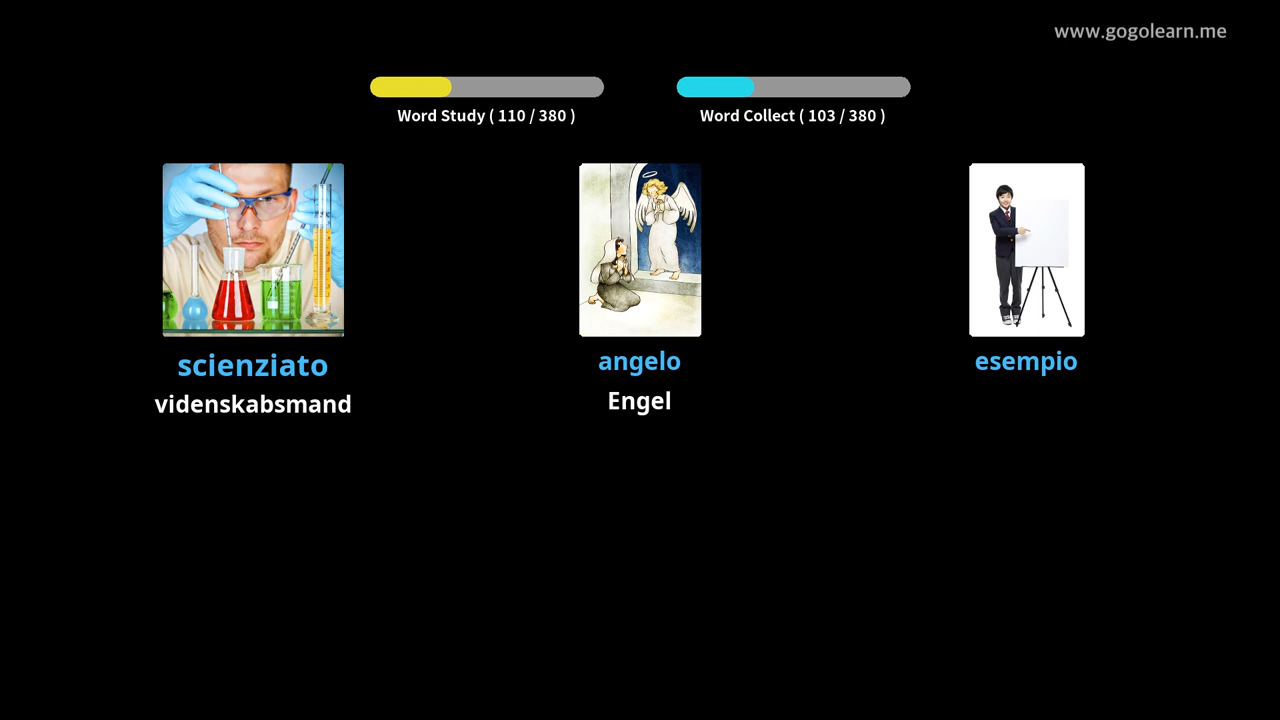 www.gogolearn.me
Word Study ( 110 / 380 )
Word Collect ( 103 / 380 )
scienziato
angelo
esempio
videnskabsmand
Engel